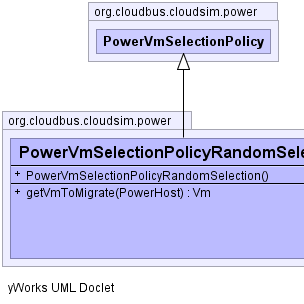 org.cloudbus.cloudsim.power
PowerVmSelectionPolicy
org.cloudbus.cloudsim.power
PowerVmSelectionPolicyRandomSele
+ PowerVmSelectionPolicyRandomSelection()
+ getVmToMigrate(PowerHost) : Vm
yWorks UML Doclet